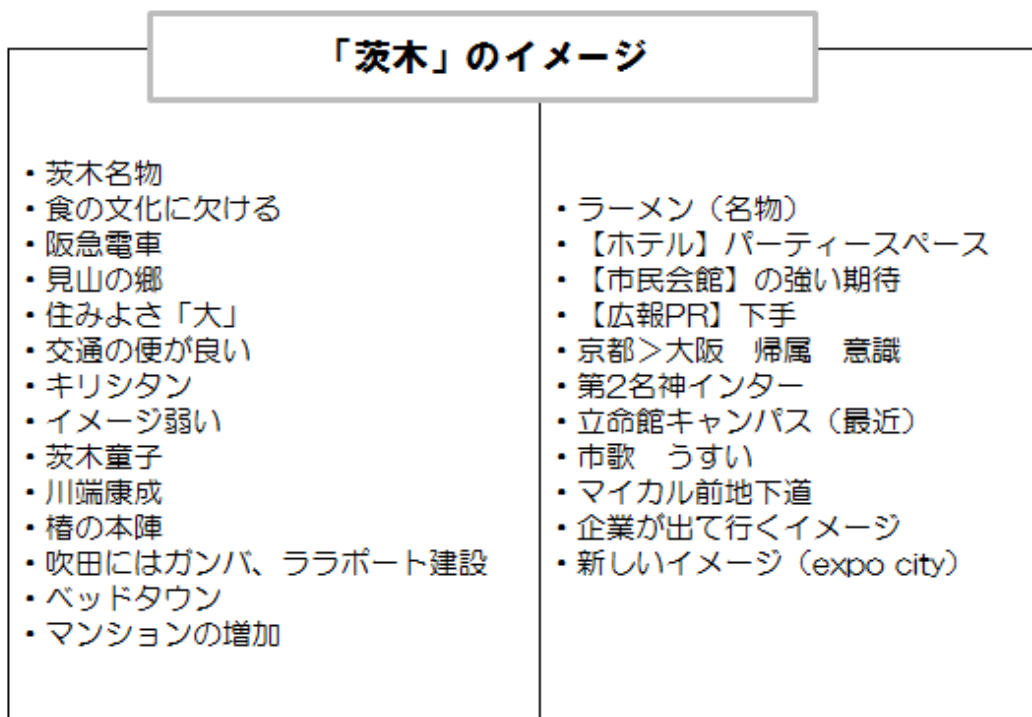 「茨木」のイメージ
・茨木名物
・食の文化に欠ける
・阪急電車
・見山の郷
・住みよさ「大」
・交通の便が良い
・キリシタン
・イメージ弱い
・茨木童子
・川端康成
・椿の本陣
・吹田にはガンバ、ララポート建設
・ベッドタウン
・マンションの増加
・ラーメン（名物）
・【ホテル】パーティースペース
・【市民会館】の強い期待
・【広報PR】下手
・京都＞大阪　帰属　意識
・第2名神インター
・立命館キャンパス（最近）
・市歌　うすい
・マイカル前地下道
・企業が出て行くイメージ
・新しいイメージ（expo city）